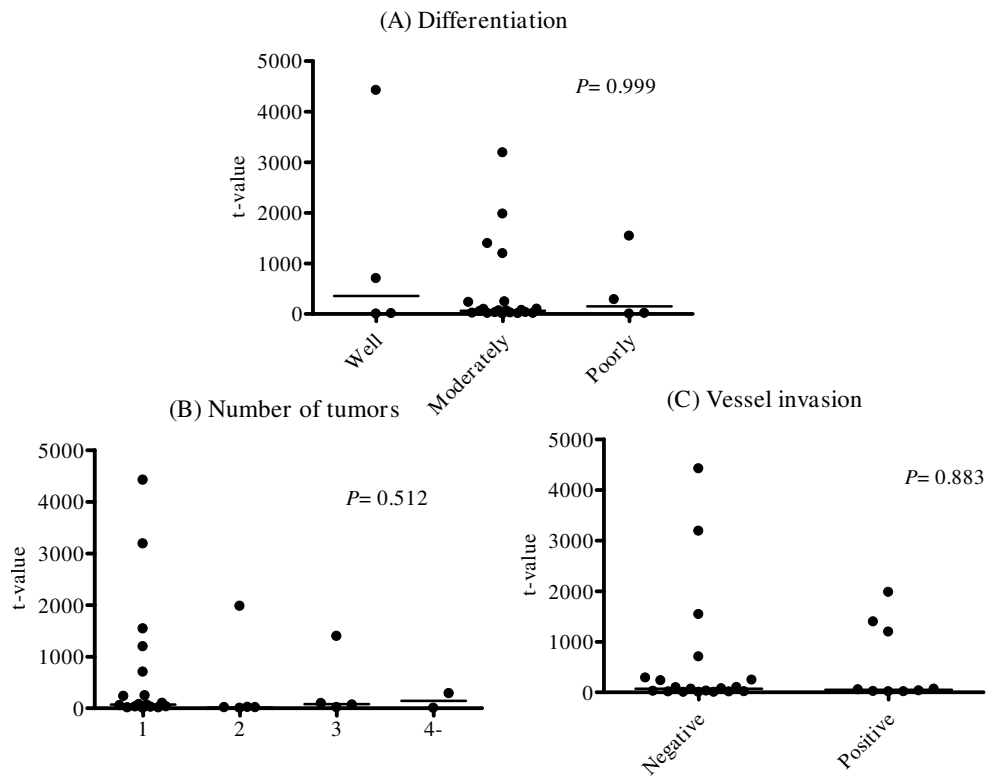 (A) Differentiation
5000
4000
3000
2000
1000
0
t-value
P= 0.999
Well
Moderately
Poorly
(B) Number of tumors
5000
4000
3000
2000
1000
0
t-value
P= 0.512
1
2
3
4-
(C) Vessel invasion
5000
4000
3000
2000
1000
0
t-value
P= 0.883
Negative
Positive